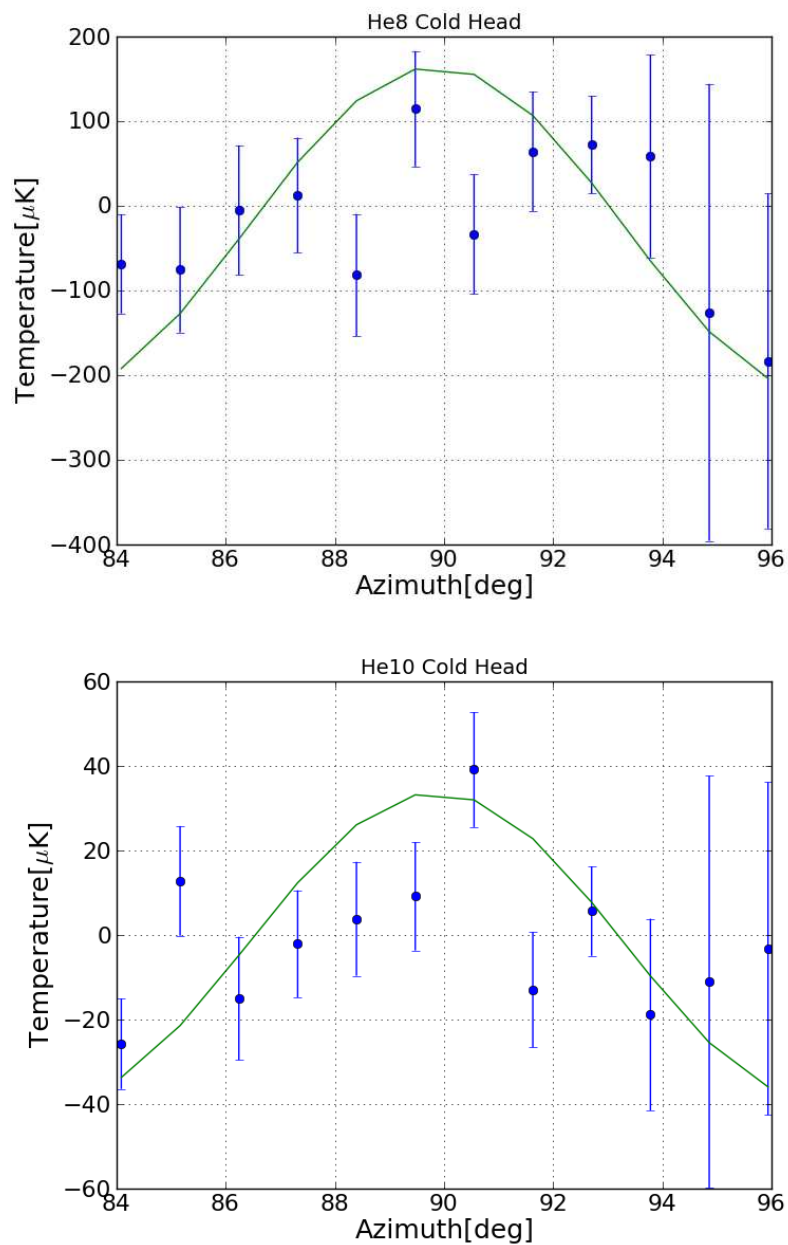 He8 Cold Head
200
100
0
−100
−200
−300
−400
Temperature[μK]
84 86 88 90 92 94 96
Azimuth[deg]
He10 Cold Head
60
40
20
0
−20
−40
−60
Temperature[μK]
84 86 88 90 92 94 96
Azimuth[deg]